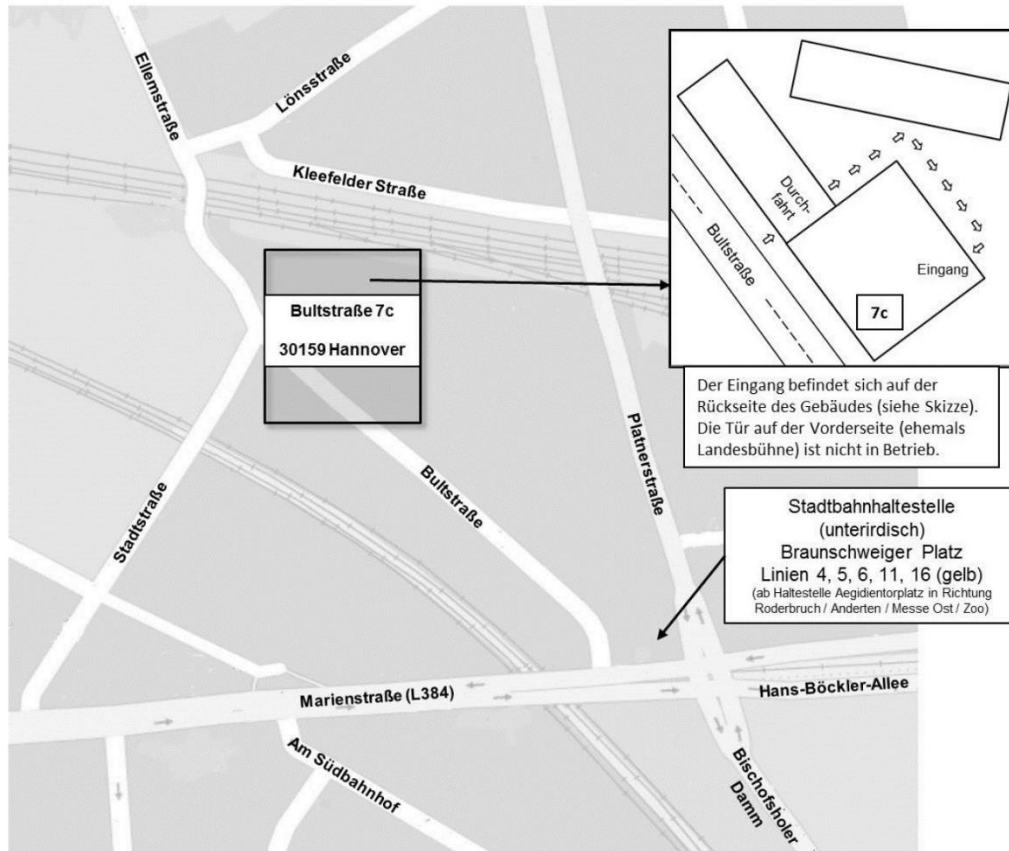 Ellernstraße
Lönsstraße
Kleefelder Straße
Bultstraße 7c
30159 Hannover
Stadtstraße
Bultstraße
Platnerstraße
Marienstraße (L384)
Am Südbahnhof
Hans-Böckler-Allee
Bischofsholer
Damm
Durch-
fahrt
Bultstraße
Eingang
7c
Der Eingang befindet sich auf der
Rückseite des Gebäudes (siehe Skizze).
Die Tür auf der Vorderseite (ehemals
Landesbühne) ist nicht in Betrieb.
Stadtbahnhaltestelle
(unterirdisch)
Braunschweiger Platz
Linien 4, 5, 6, 11, 16 (gelb)
(ab Haltestelle Aegidientorplatz in Richtung
Roderbruch / Anderten / Messe Ost / Zoo)